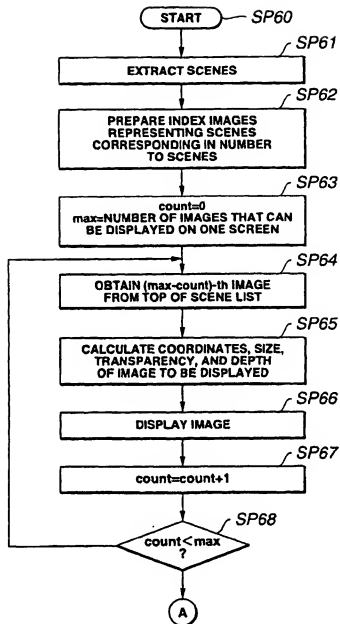 START
SP60
SP61
EXTRACT SCENES
SP62
PREPARE INDEX IMAGES
REPRESENTING SCENES
CORRESPONDING IN NUMBER
TO SCENES
SP63
count=0
max=NUMBER OF IMAGES THAT CAN
BE DISPLAYED ON ONE SCREEN
SP64
OBTAIN (max-count)-th IMAGE
FROM TOP OF SCENE LIST
SP65
CALCULATE COORDINATES, SIZE,
TRANSPARENCY, AND DEPTH
OF IMAGE TO BE DISPLAYED
SP66
DISPLAY IMAGE
SP67
count=count+1
SP68
count<max
?
A